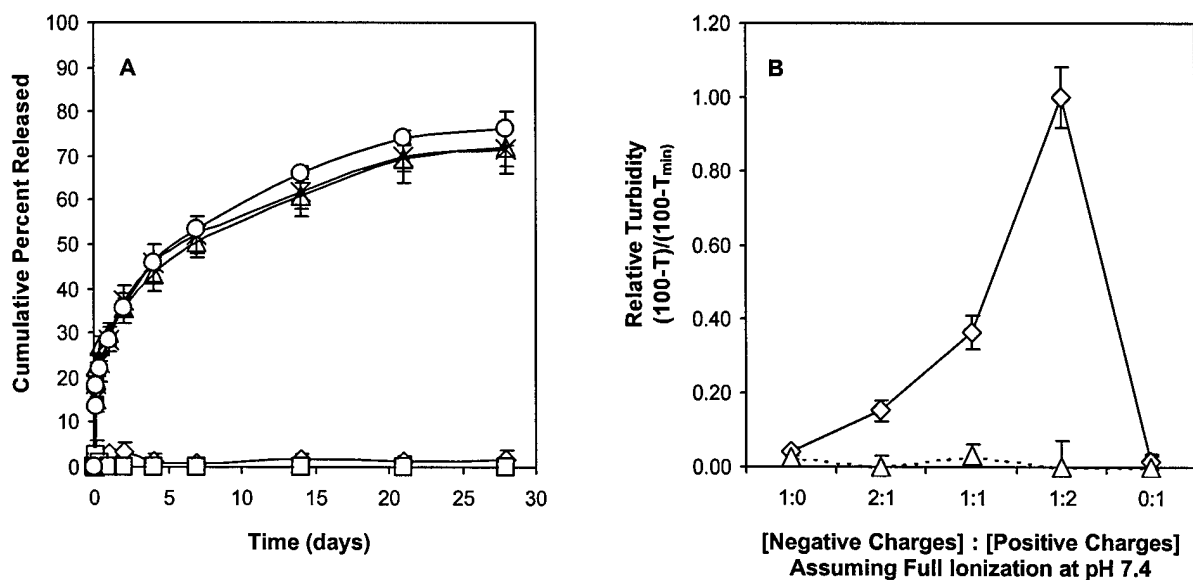 A
Cumulative Percent Released
100
90
80
70
60
50
40
30
20
10
0
0 5 10 15 20 25 30
Time (days)
B
Relative Turbidity
(100-T)/(100-Tmin)
1.20
1.00
0.80
0.60
0.40
0.20
0.00
1:0 2:1 1:1 1:2 0:1
[Negative Charges] : [Positive Charges]
Assuming Full Ionization at pH 7.4